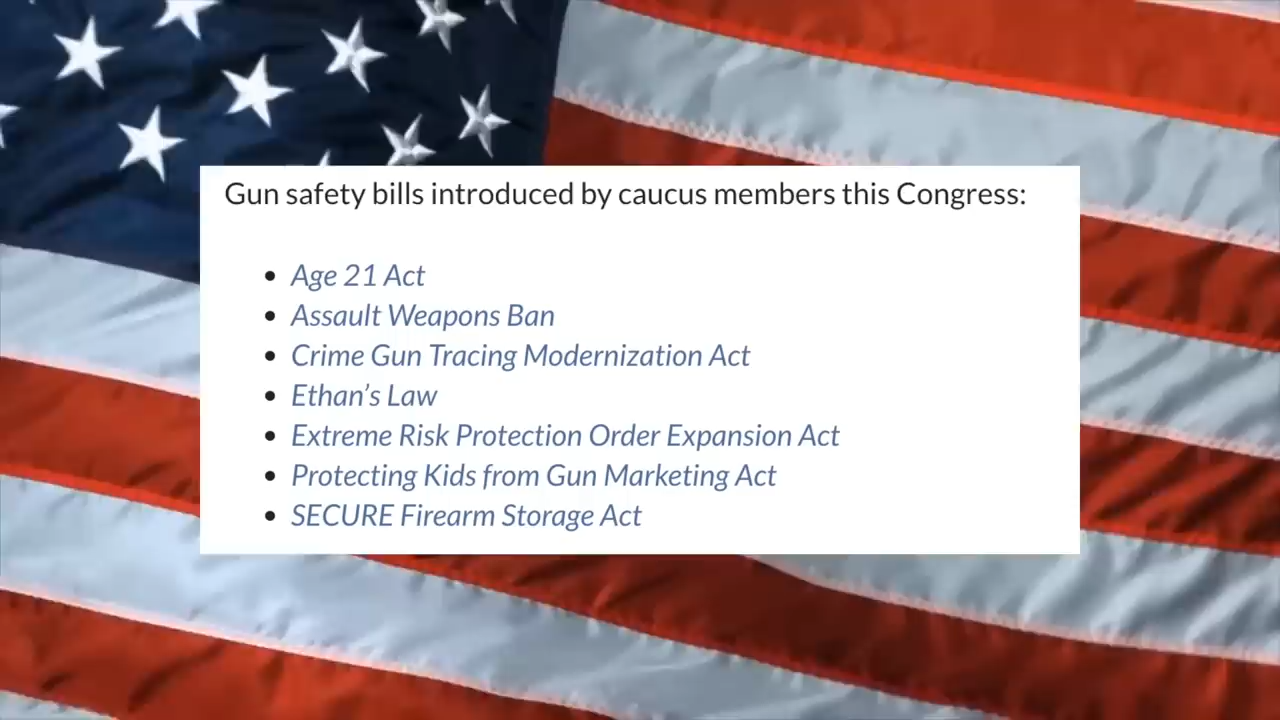 Gun safety bills introduced by caucus members this Congress:
• Age 21 Act
• Assault Weapons Ban
• Crime Gun Tracing Modernization Act
• Ethan’s Law
• Extreme Risk Protection Order Expansion Act
• Protecting Kids from Gun Marketing Act
• SECURE Firearm Storage Act